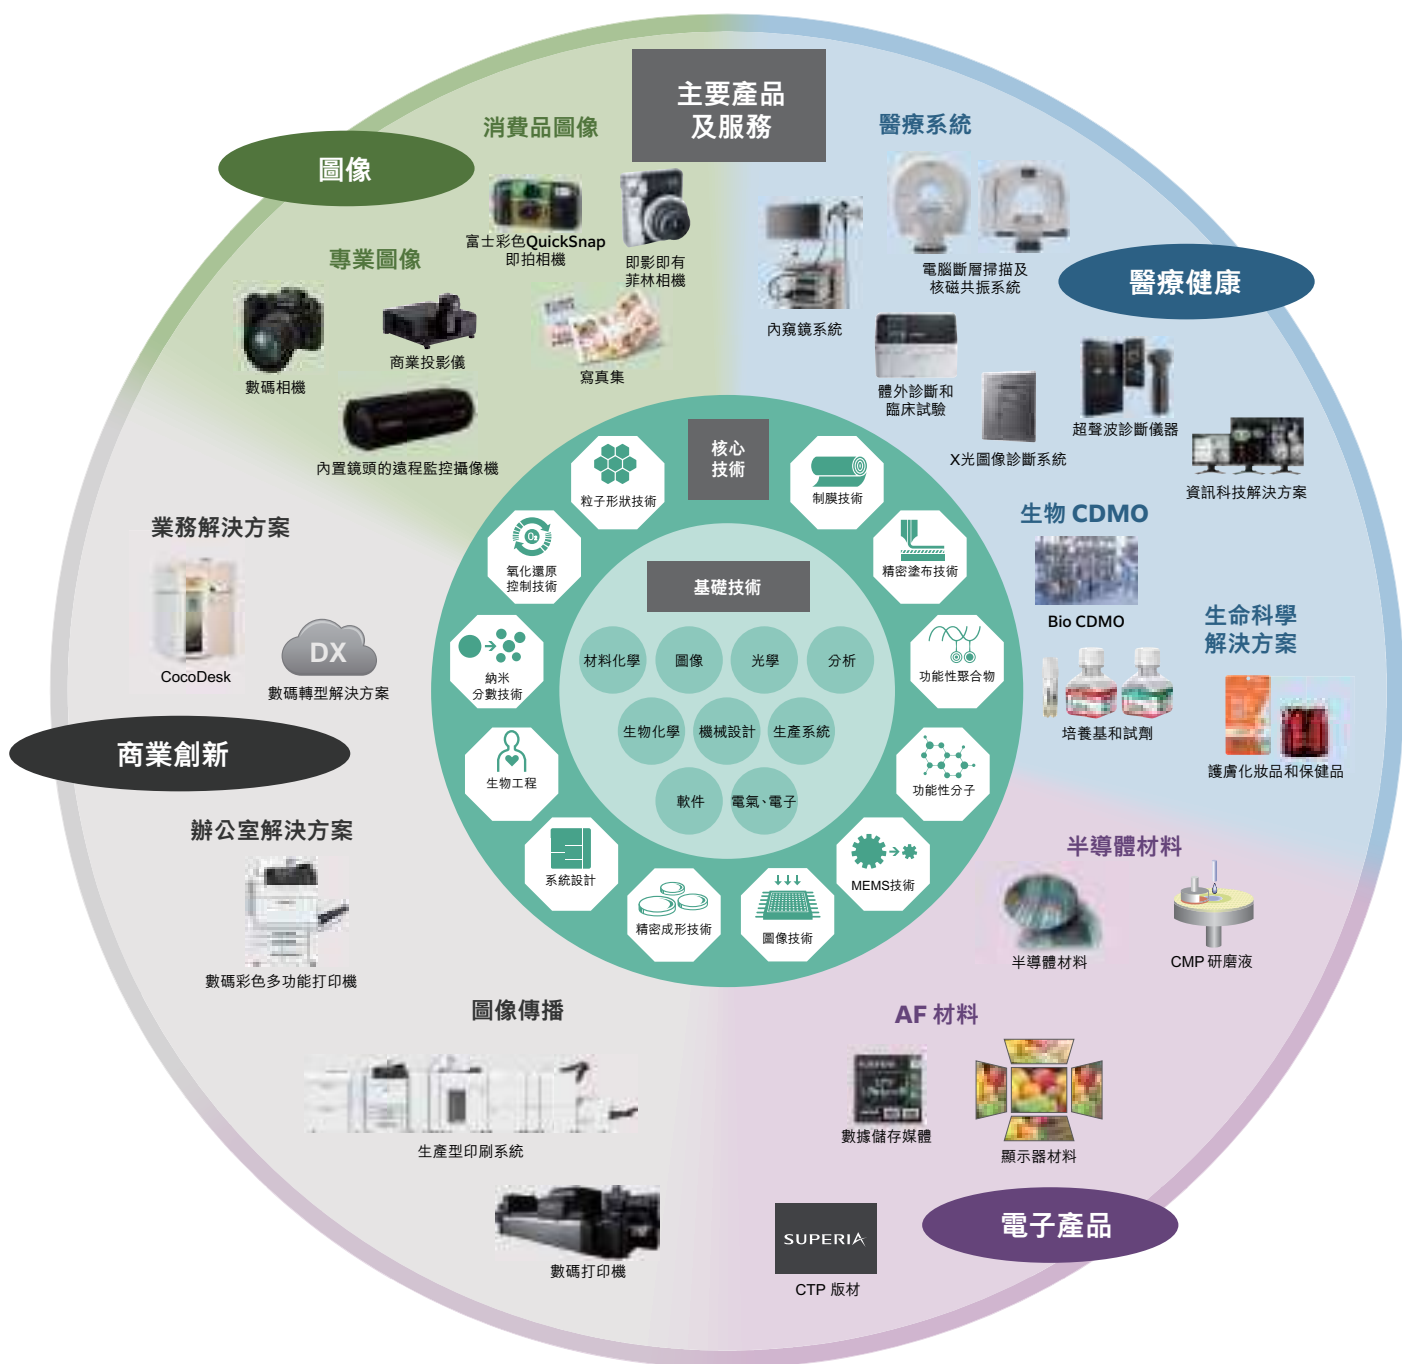 主要產品
及服務
圖像
消費品圖像
富士彩色QuickSnap
即拍相機
即影即有
菲林相機
寫真集
專業圖像
數碼相機
商業投影儀
內置鏡頭的遠程監控攝像機
醫療系統
內窺鏡系統
電腦斷層掃描及
核磁共振系統
醫療健康
體外診斷和
臨床試驗
X光圖像診斷系統
超聲波診斷儀器
資訊科技解決方案
生物 CDMO
Bio CDMO
培養基和試劑
生命科學
解決方案
護膚化妝品和保健品
業務解決方案
CocoDesk
DX
數碼轉型解決方案
商業創新
辦公室解決方案
數碼彩色多功能打印機
圖像傳播
生產型印刷系統
數碼打印機
半導體材料
半導體材料
CMP 研磨液
AF 材料
數據儲存媒體
顯示器材料
電子產品
SUPERIA
CTP 版材
核心
技術
粒子形狀技術
制膜技術
O₃
氧化還原
控制技術
精密塗布技術
納米
分數技術
功能性聚合物
生物工程
功能性分子
系統設計
MEMS技術
精密成形技術
圖像技術
基礎技術
材料化學
圖像
光學
分析
生物化學
機械設計
生產系統
軟件
電氣、電子